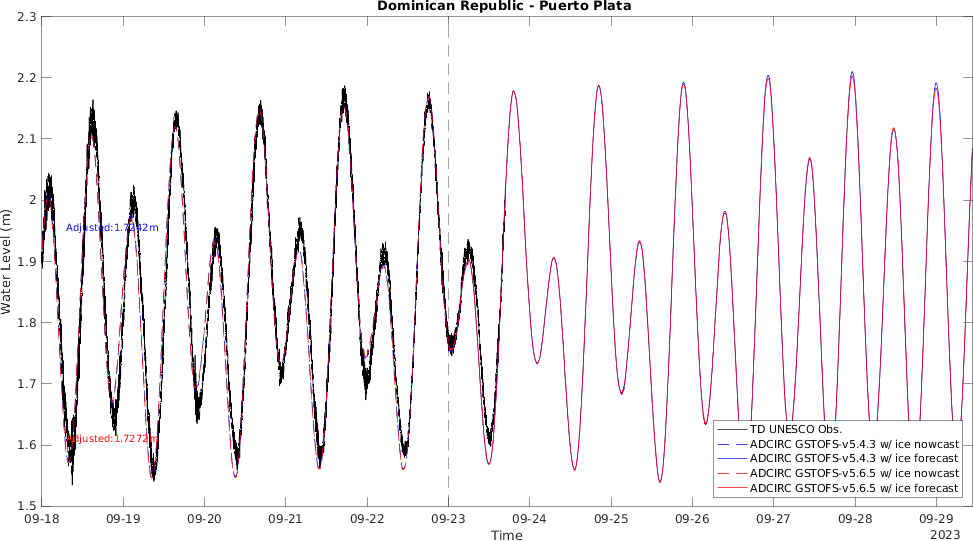 Dominican Republic - Puerto Plata
2.3
2.2
2.1
2
1.9
1.8
1.7
1.6
1.5
Water Level (m)
Adjusted:1.7242m
Adjusted:1.7272m
TD UNESCO Obs.
ADCIRC GSTOFS-v5.4.3 w/ ice nowcast
ADCIRC GSTOFS-v5.4.3 w/ ice forecast
ADCIRC GSTOFS-v5.6.5 w/ ice nowcast
ADCIRC GSTOFS-v5.6.5 w/ ice forecast
09-18 09-19 09-20 09-21 09-22 09-23 09-24 09-25 09-26 09-27 09-28 09-29
Time
2023